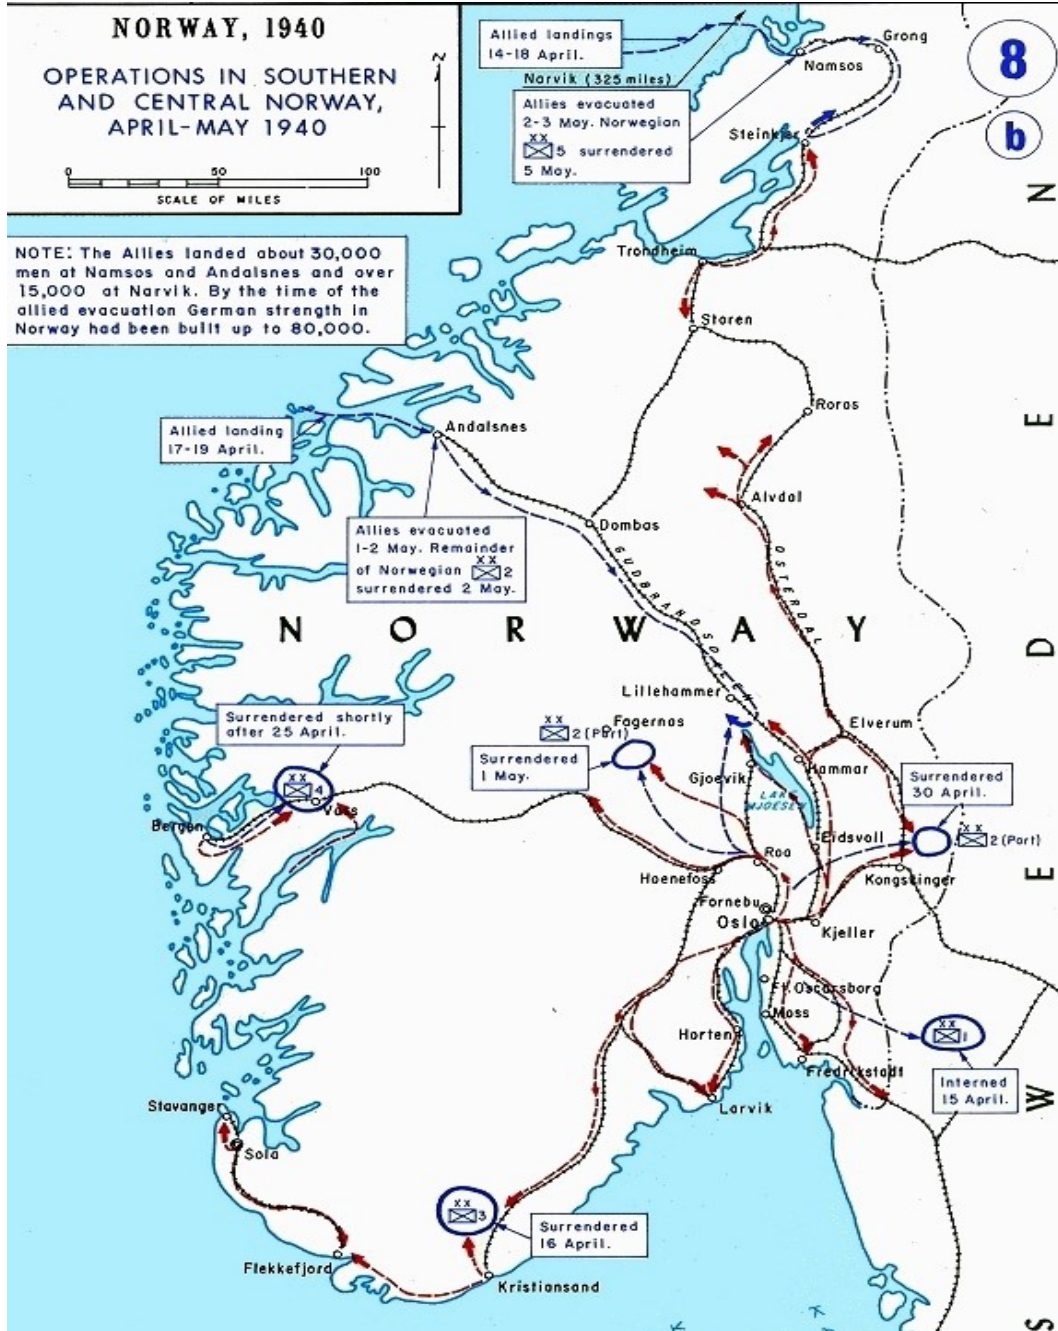 NORWAY, 1940
OPERATIONS IN SOUTHERN
AND CENTRAL NORWAY,
APRIL-MAY 1940
0 50 100
SCALE OF MILES
N
8
b
NOTE: The Allies landed about 30,000
men at Namsos and Andalsnes and over
15,000 at Narvik. By the time of the
allied evacuation German strength in
Norway had been built up to 80,000.
Allied landings
14-18 April.
Narvik (325 miles)
Allies evacuated
2-3 May. Norwegian
XX
5 surrendered
5 May.
Grong
Namsos
Steinkjer
Trondheim
Storen
Roros
Allied landing
17-19 April.
Andalsnes
Alvdal
Dombas
Allies evacuated
1-2 May. Remainder
XX
of Norwegian 2
surrendered 2 May.
GUDBRANDSDALEN
OSTERDAL
NORWAY
Lillehammer
Surrendered shortly
after 25 April.
XX
2 (Part)
Fagernas
Elverum
Surrendered
1 May.
Gjoevik
Hammar
LAKE
MJOESEN
Surrendered
30 April.
XX
4
Voss
Bergen
Eidsvoll
XX
2 (Part)
Roa
Hoenefoss
Kongsvinger
Fornebu
Oslo
Kjeller
Ft. Oscarsborg
Moss
Horten
XX
1
Fredrikstadt
Interned
15 April.
Larvik
Stavanger
Sola
XX
3
Surrendered
16 April.
Flekkefjord
Kristiansand
SWEDEN